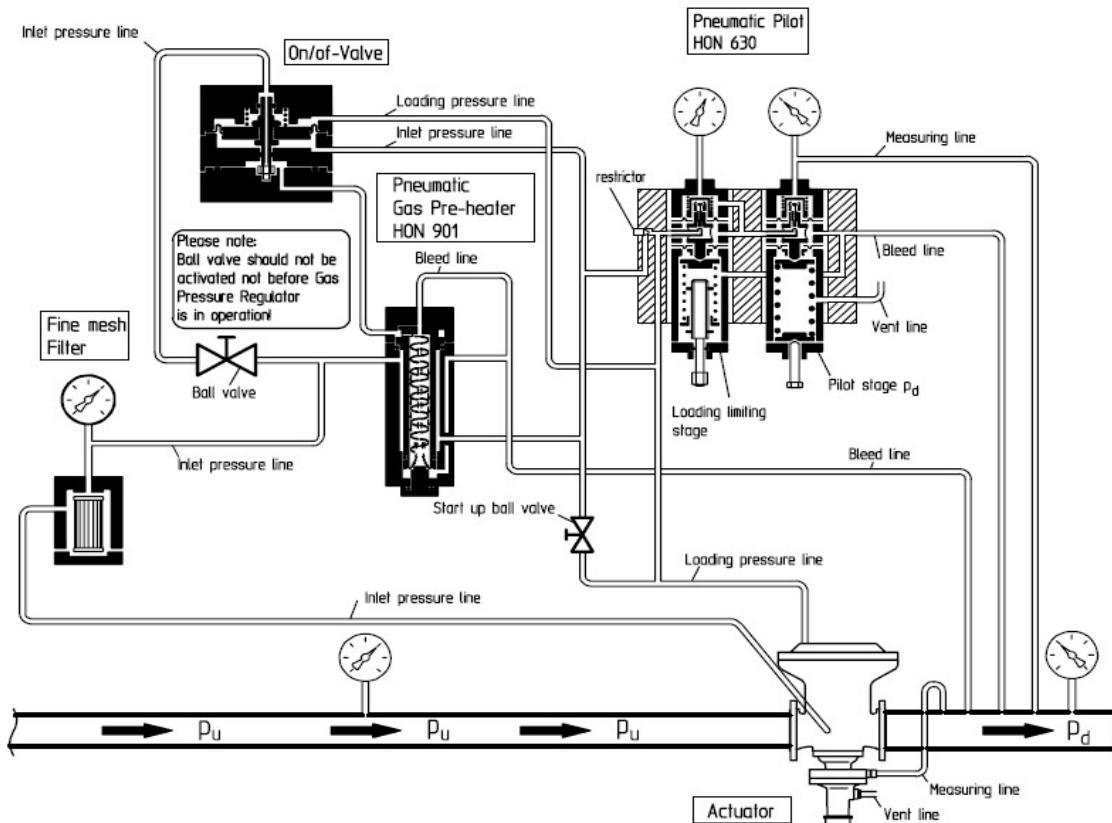 Inlet pressure line
On/of-Valve
Pneumatic Pilot
HON 630
Loading pressure line
Inlet pressure line
Measuring line
restrictor
Pneumatic
Gas Pre-heater
HON 901
Please note:
Ball valve should not be
activated not before Gas
Pressure Regulator
is in operation!
Bleed line
Bleed line
Vent line
Fine mesh
Filter
Ball valve
Pilot stage pd
Loading limiting
stage
Inlet pressure line
Bleed line
Start up ball valve
Loading pressure line
Inlet pressure line
pu
pu
pu
pd
Measuring line
Actuator
Vent line